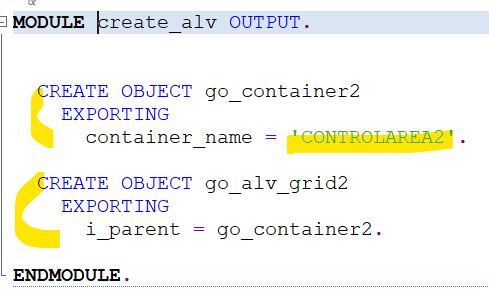 MODULE create_alv OUTPUT.
CREATE OBJECT go_container2
EXPORTING
container_name = 'CONTROLAREA2'.
CREATE OBJECT go_alv_grid2
EXPORTING
i_parent = go_container2.
ENDMODULE.